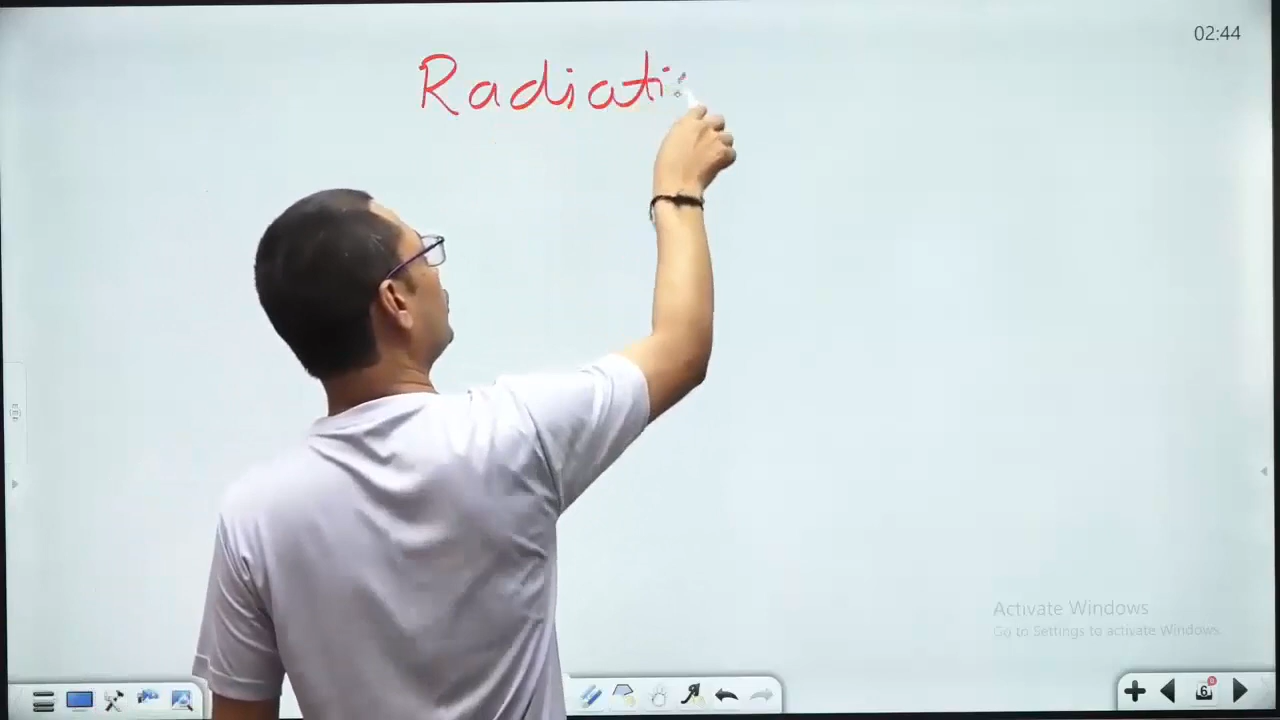 02:44
Radiati
Activate Windows
Go to Settings to activate Windows.
6